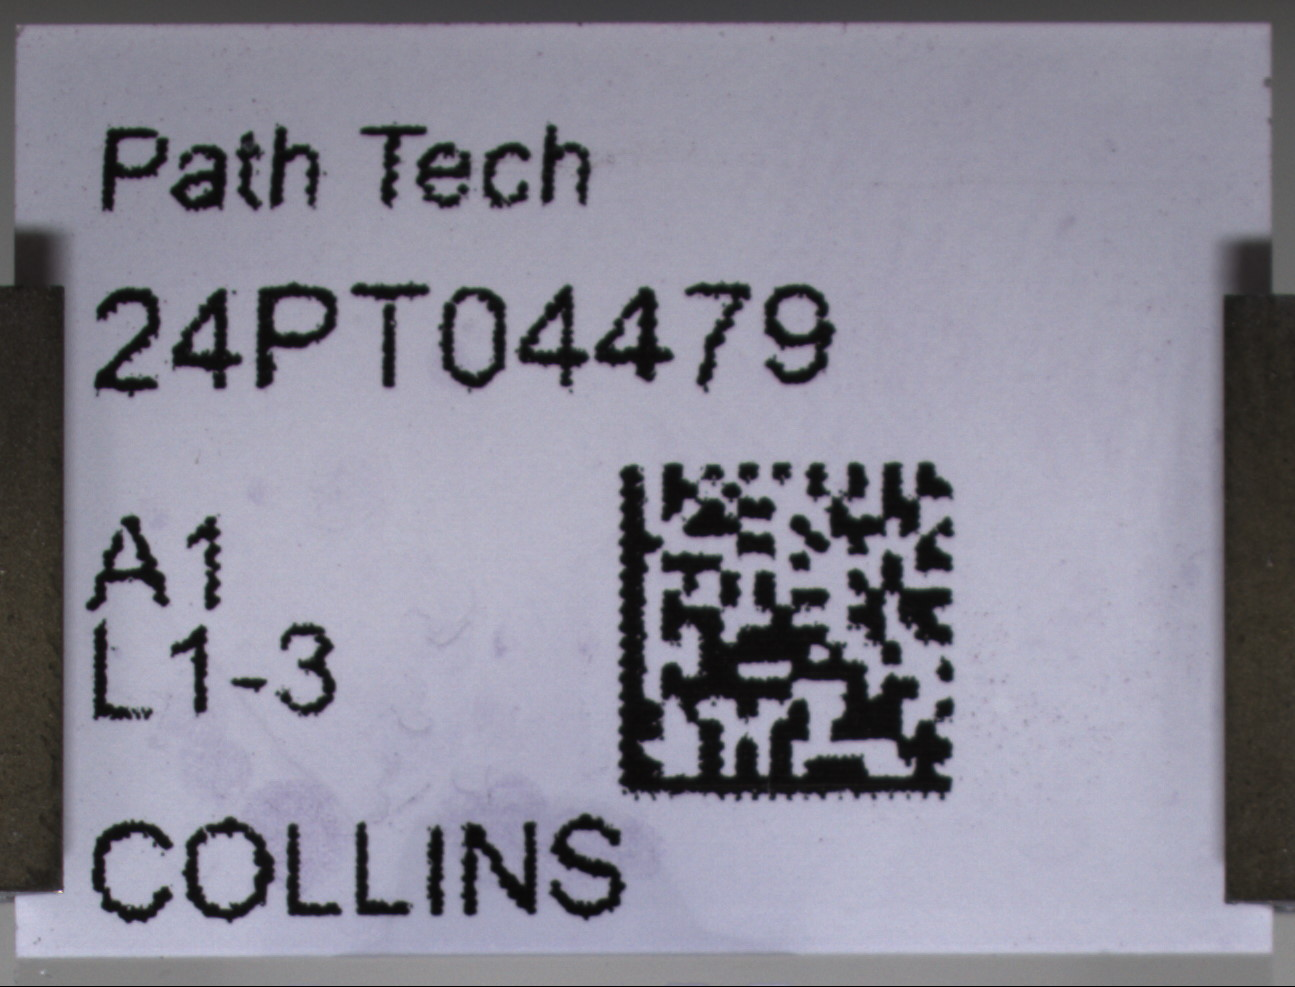 Path Tech
24PT04479
A1
L1-3
COLLINS